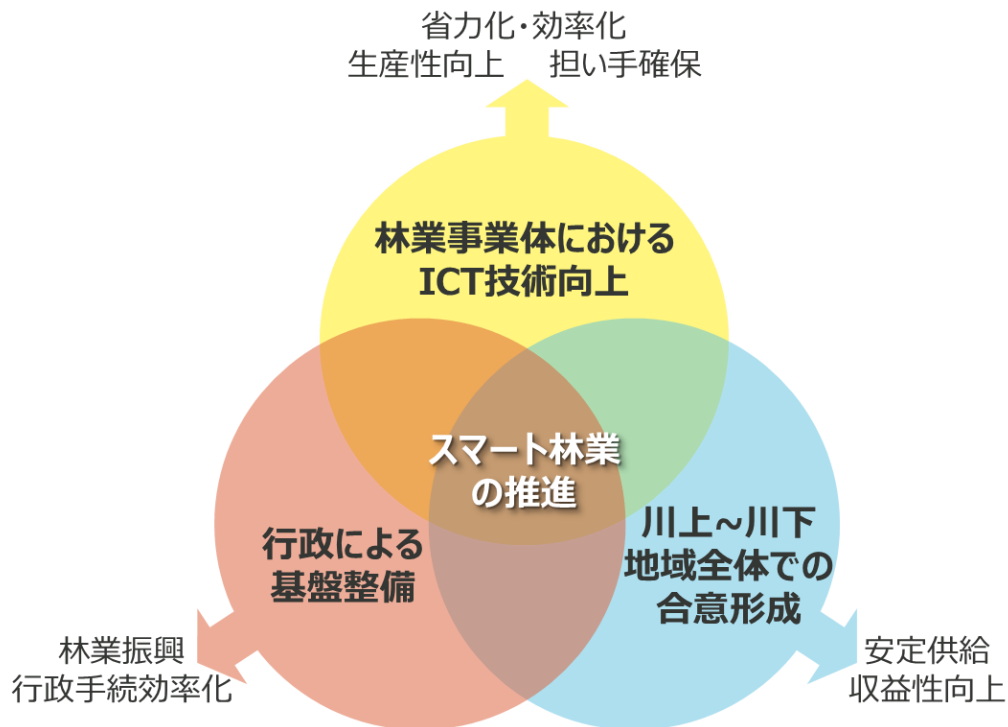 省力化・効率化
生産性向上　担い手確保
林業事業体における
ICT技術向上
スマート林業
の推進
行政による
基盤整備
川上~川下
地域全体での
合意形成
林業振興
行政手続効率化
安定供給
収益性向上